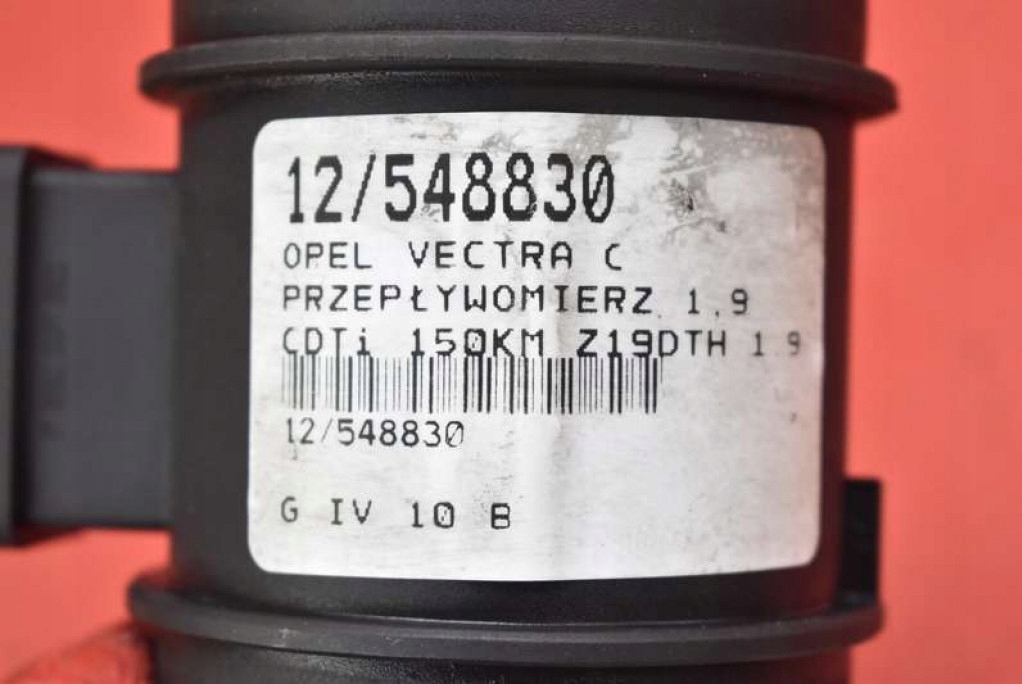 12/548830
OPEL VECTRA C
PRZEPŁYWOMIERZ 1,9
CDTi 150KM Z19DTH 1.9
12/548830
G IV 10 B